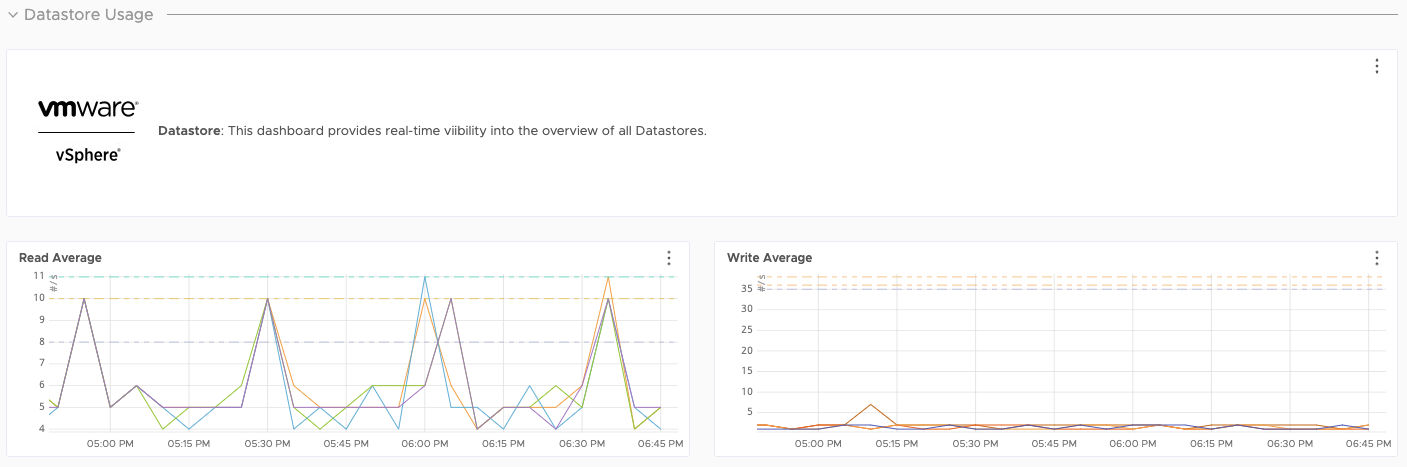 Datastore Usage
vmware®
vSphere®
Datastore: This dashboard provides real-time viibility into the overview of all Datastores.
Read Average
#/s
11
10
9
8
7
6
5
4
05:00 PM 05:15 PM 05:30 PM 05:45 PM 06:00 PM 06:15 PM 06:30 PM 06:45 PM
Write Average
#/s
35
30
25
20
15
10
5
05:00 PM 05:15 PM 05:30 PM 05:45 PM 06:00 PM 06:15 PM 06:30 PM 06:45 PM